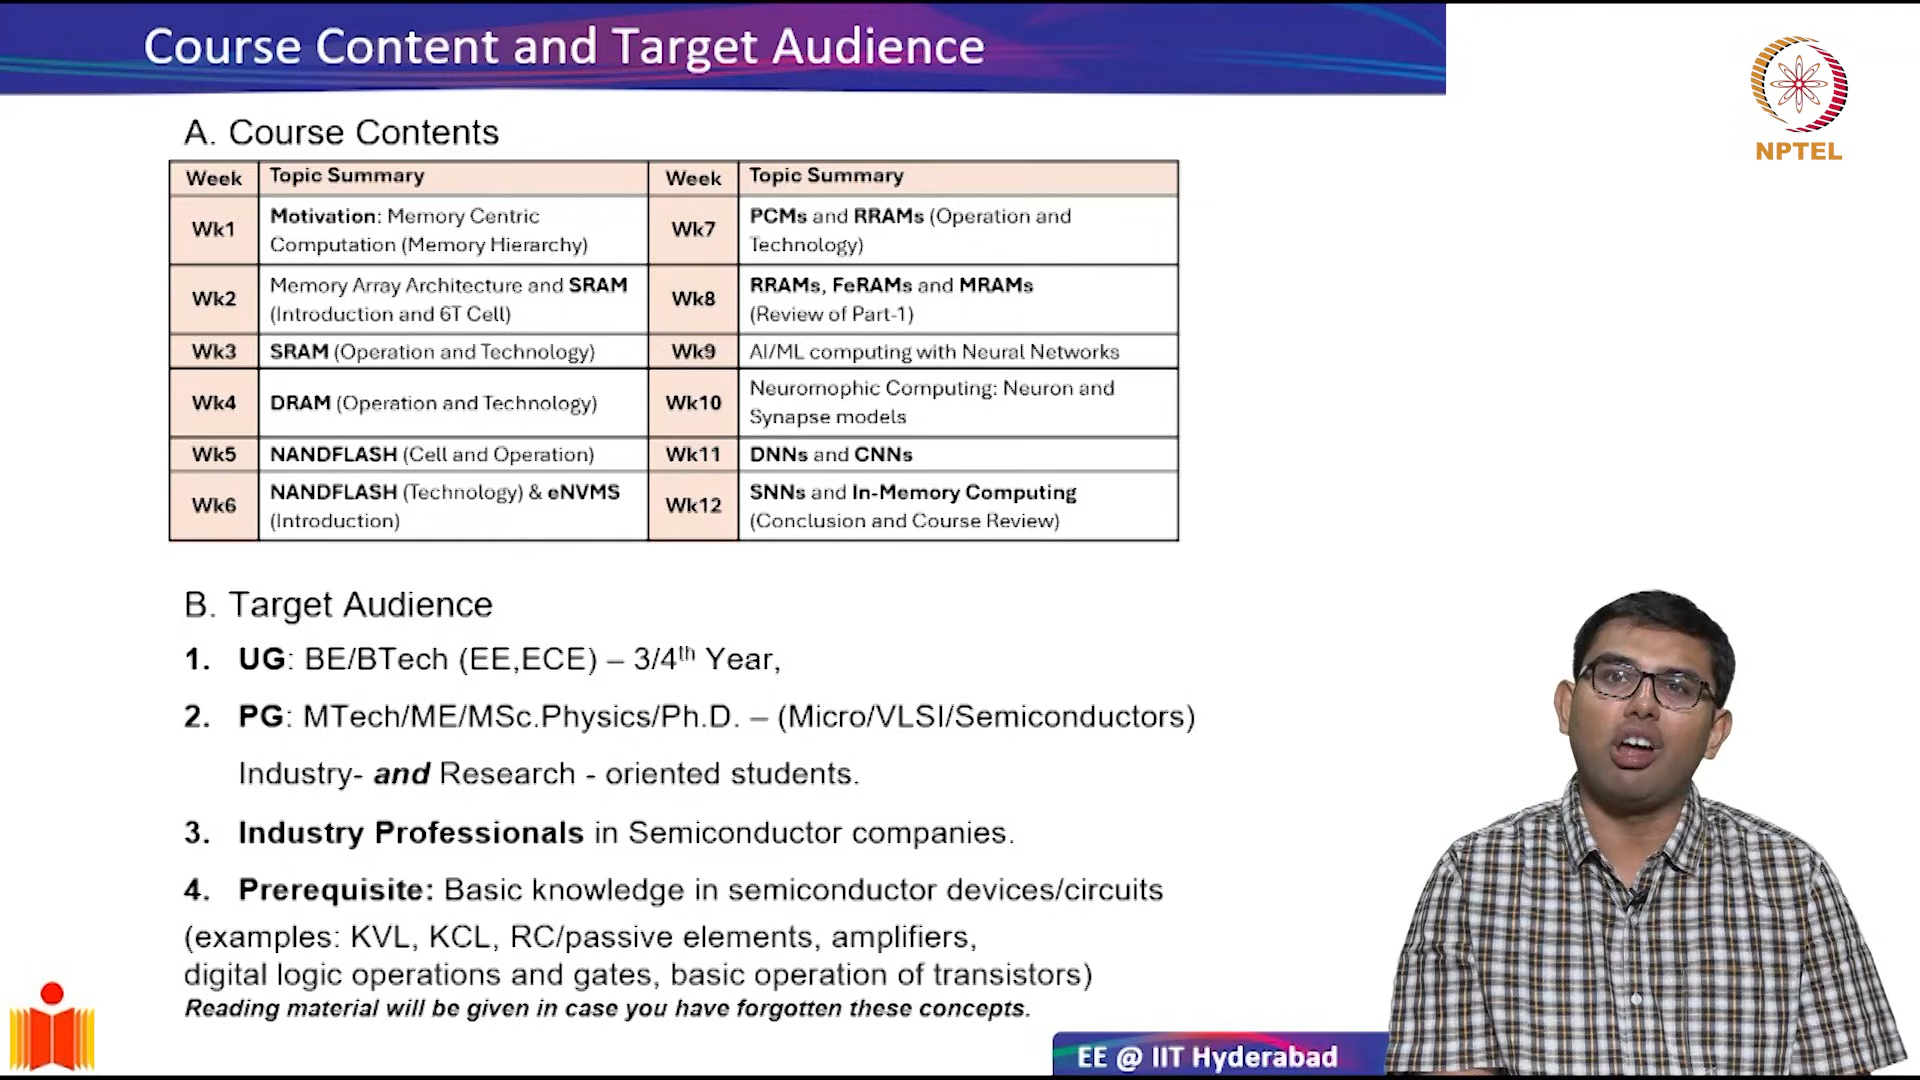 Course Content and Target Audience
NPTEL
A. Course Contents
Week Topic Summary Week Topic Summary
Wk1 Motivation: Memory Centric Computation (Memory Hierarchy) Wk7 PCMs and RRAMs (Operation and Technology)
Wk2 Memory Array Architecture and SRAM (Introduction and 6T Cell) Wk8 RRAMs, FeRAMs and MRAMs (Review of Part-1)
Wk3 SRAM (Operation and Technology) Wk9 AI/ML computing with Neural Networks
Wk4 DRAM (Operation and Technology) Wk10 Neuromophic Computing: Neuron and Synapse models
Wk5 NANDFLASH (Cell and Operation) Wk11 DNNs and CNNs
Wk6 NANDFLASH (Technology) & eNVMS (Introduction) Wk12 SNNs and In-Memory Computing (Conclusion and Course Review)
B. Target Audience
1. UG: BE/BTech (EE,ECE) – 3/4th Year,
2. PG: MTech/ME/MSc.Physics/Ph.D. – (Micro/VLSI/Semiconductors)
Industry- and Research - oriented students.
3. Industry Professionals in Semiconductor companies.
4. Prerequisite: Basic knowledge in semiconductor devices/circuits
(examples: KVL, KCL, RC/passive elements, amplifiers,
digital logic operations and gates, basic operation of transistors)
Reading material will be given in case you have forgotten these concepts.
EE @ IIT Hyderabad